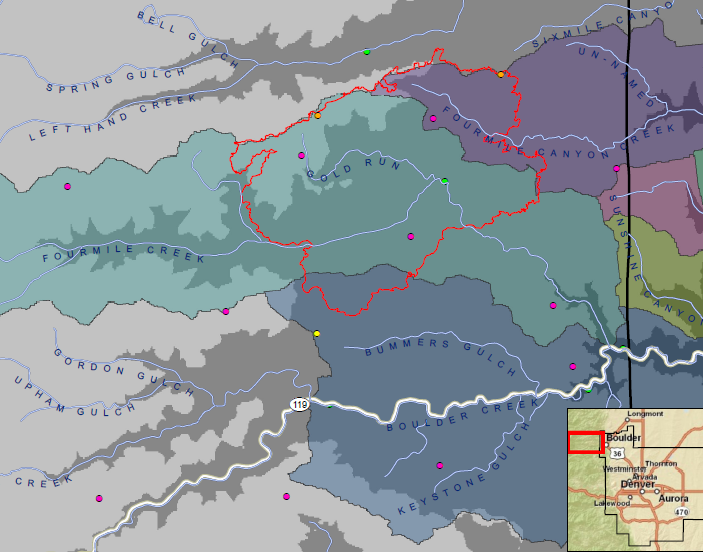 SIXMILE CANYO
BELL GULCH
UN-NAMED
SPRING GULCH
LEFT HAND CREEK
FOURMILE CANYON CREEK
GOLD RUN
SUNSHINE CANYON
FOURMILE CREEK
BUMMERS GULCH
GORDON GULCH
UPHAM GULCH
119
BOULDER CREEK
KEYSTONE GULCH
CREEK
Longmont
Boulder
36
Westminster
Thornton
Arvada
Denver
Lakewood
Aurora
470